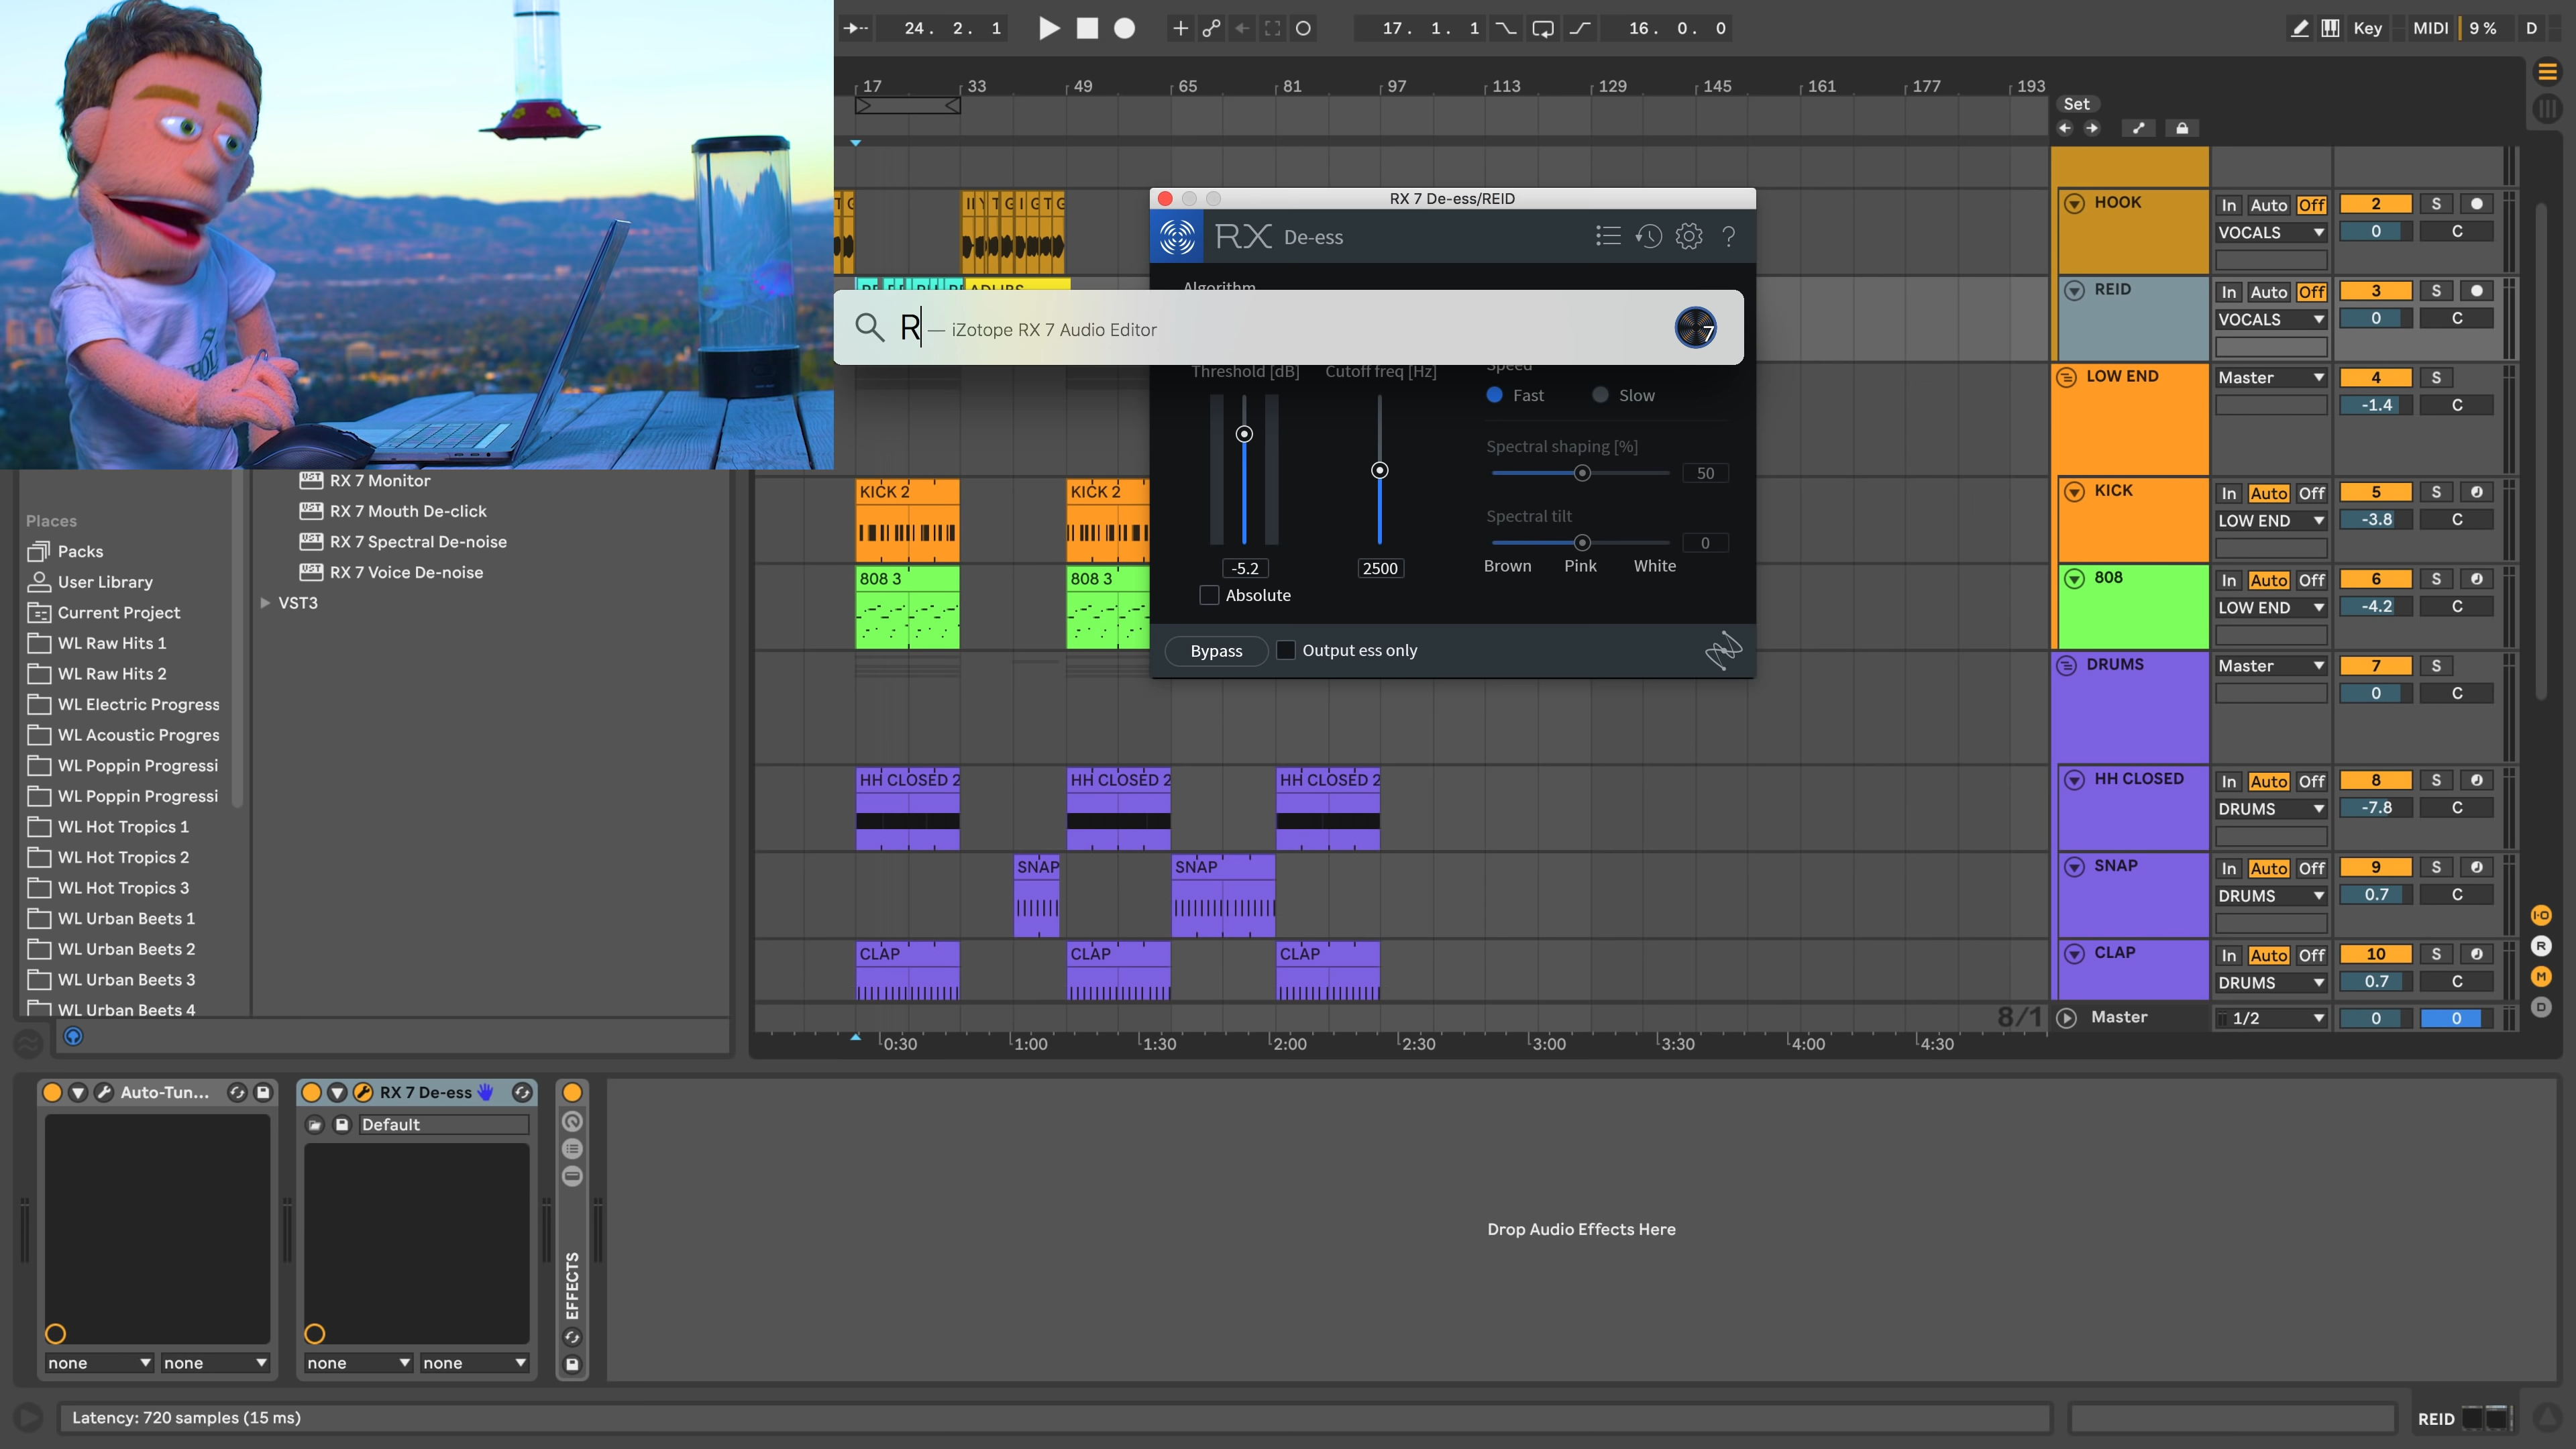 24. 2. 1
17. 1. 1
16. 0. 0
Key
MIDI
9 %
D
17 33 49 65 81 97 113 129 145 161 177 193
Set
RX 7 De-ess/REID
RX De-ess
?
Algorithm
R — iZotope RX 7 Audio Editor
7
ADLIBS
Threshold [dB]
Cutoff freq [Hz]
Speed
Fast
Slow
Spectral shaping [%]
50
Spectral tilt
0
Brown Pink White
-5.2
2500
Absolute
Bypass
Output ess only
HOOK
In Auto Off
2 S
VOCALS
0 C
REID
In Auto Off
3 S
VOCALS
0 C
LOW END
Master
4 S
-1.4 C
KICK
In Auto Off
5 S
LOW END
-3.8 C
808
In Auto Off
6 S
LOW END
-4.2 C
DRUMS
Master
7 S
0 C
HH CLOSED
In Auto Off
8 S
DRUMS
-7.8 C
SNAP
In Auto Off
9 S
DRUMS
0.7 C
CLAP
In Auto Off
10 S
DRUMS
0.7 C
Master
1/2
0 0
I·O
R
M
D
KICK 2
KICK 2
808 3
808 3
HH CLOSED 2
HH CLOSED 2
HH CLOSED 2
SNAP
SNAP
CLAP
CLAP
CLAP
8/1
0:30 1:00 1:30 2:00 2:30 3:00 3:30 4:00 4:30
RX 7 Monitor
RX 7 Mouth De-click
RX 7 Spectral De-noise
RX 7 Voice De-noise
VST3
Places
Packs
User Library
Current Project
WL Raw Hits 1
WL Raw Hits 2
WL Electric Progress
WL Acoustic Progres
WL Poppin Progressi
WL Poppin Progressi
WL Hot Tropics 1
WL Hot Tropics 2
WL Hot Tropics 3
WL Urban Beets 1
WL Urban Beets 2
WL Urban Beets 3
WL Urban Beets 4
Auto-Tun...
RX 7 De-ess
Default
none none
none none
EFFECTS
Drop Audio Effects Here
Latency: 720 samples (15 ms)
REID